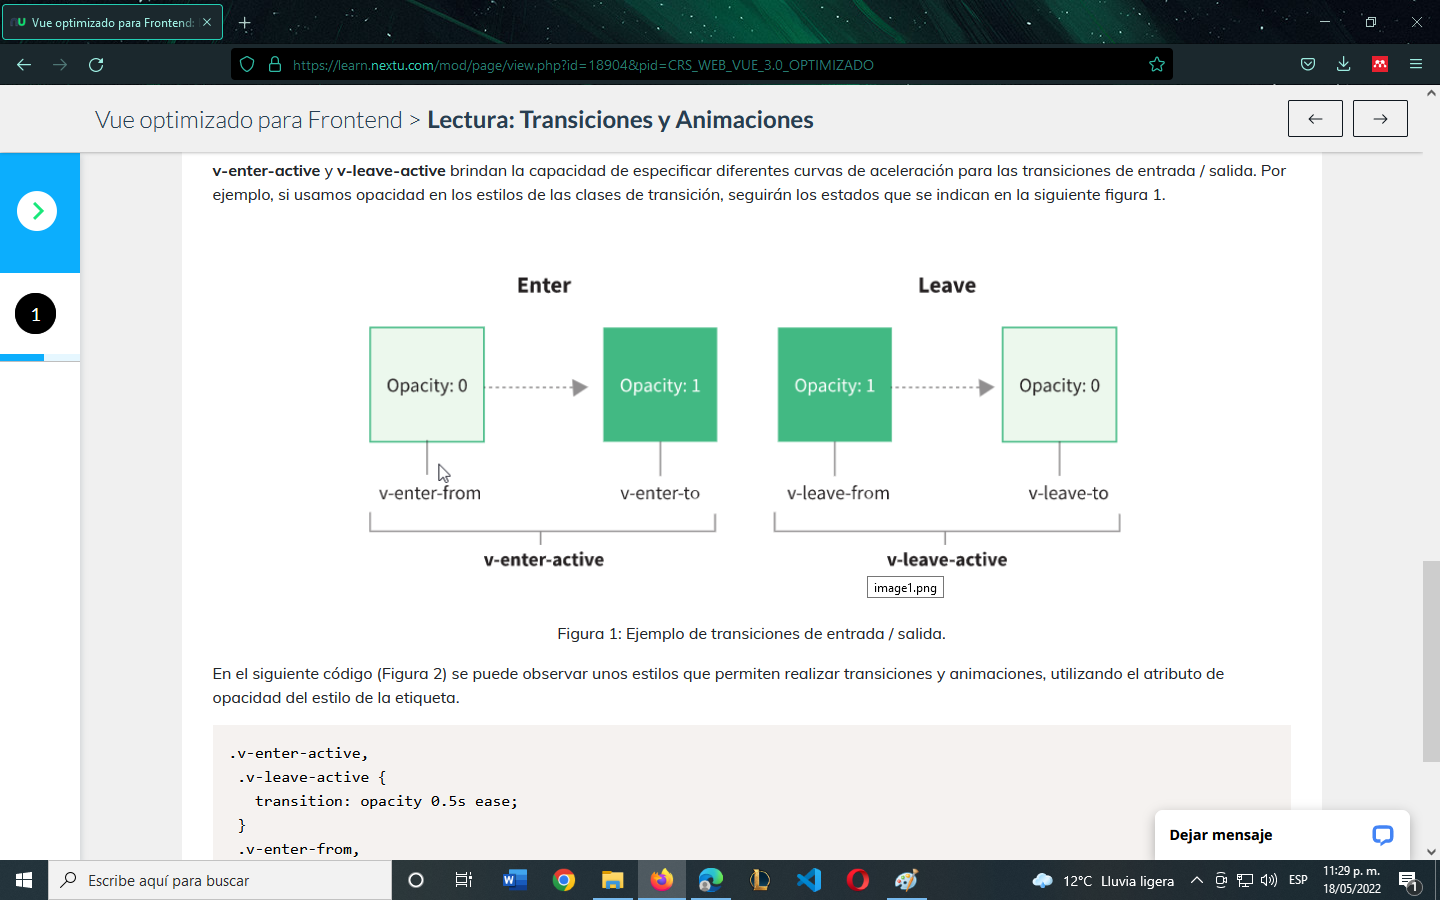 Vue optimizado para Frontend:
https://learn.nextu.com/mod/page/view.php?id=18904&pid=CRS_WEB_VUE_3.0_OPTIMIZADO
Vue optimizado para Frontend > Lectura: Transiciones y Animaciones
v-enter-active y v-leave-active brindan la capacidad de especificar diferentes curvas de aceleración para las transiciones de entrada / salida. Por
ejemplo, si usamos opacidad en los estilos de las clases de transición, seguirán los estados que se indican en la siguiente figura 1.
1
Enter Leave
Opacity: 0 Opacity: 1 Opacity: 1 Opacity: 0
v-enter-from v-enter-to v-leave-from v-leave-to
v-enter-active v-leave-active
image1.png
Figura 1: Ejemplo de transiciones de entrada / salida.
En el siguiente código (Figura 2) se puede observar unos estilos que permiten realizar transiciones y animaciones, utilizando el atributo de
opacidad del estilo de la etiqueta.
.v-enter-active,
.v-leave-active {
transition: opacity 0.5s ease;
}
.v-enter-from,
Dejar mensaje
Escribe aquí para buscar
12°C Lluvia ligera
ESP
11:29 p. m.
18/05/2022
1